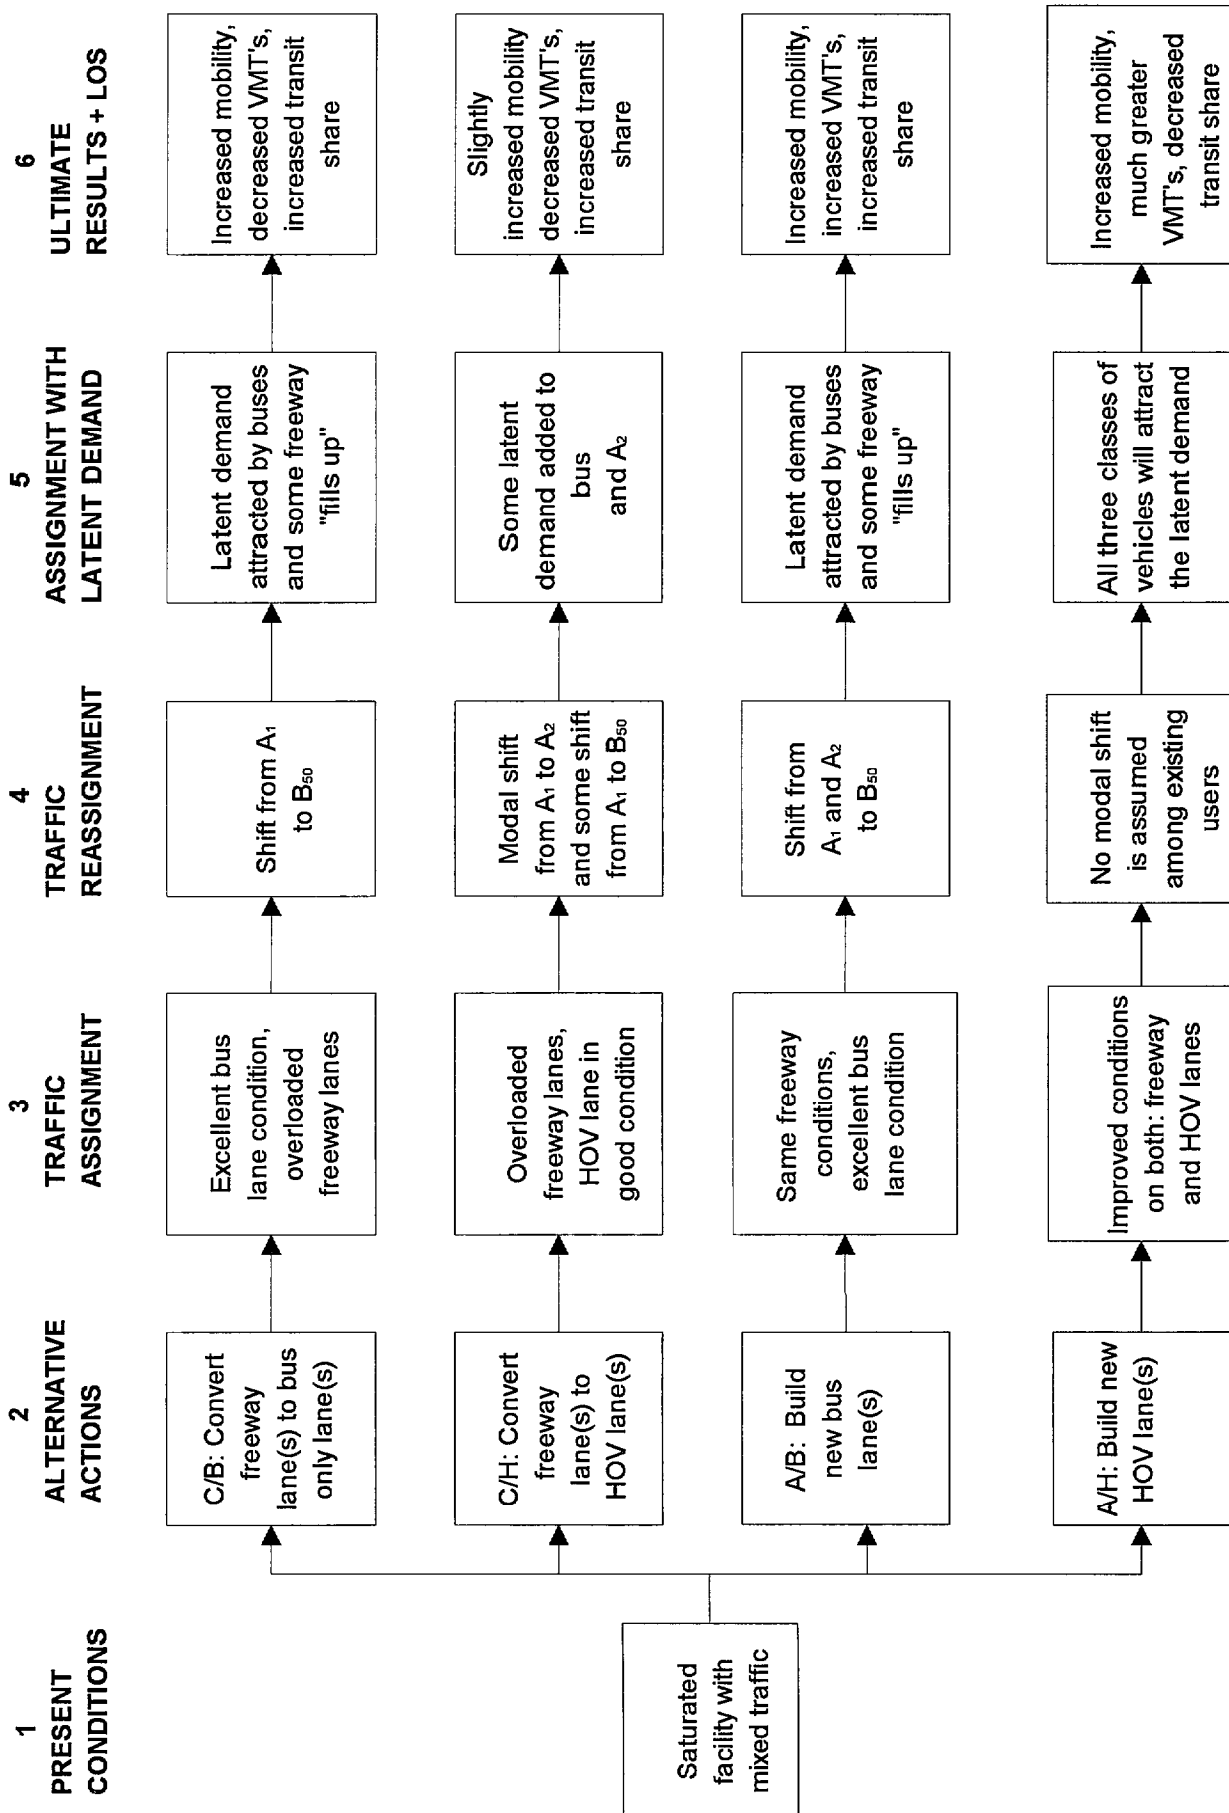 1
PRESENT
CONDITIONS
2
ALTERNATIVE
ACTIONS
3
TRAFFIC
ASSIGNMENT
4
TRAFFIC
REASSIGNMENT
5
ASSIGNMENT WITH
LATENT DEMAND
6
ULTIMATE
RESULTS + LOS
Saturated
facility with
mixed traffic
C/B: Convert
freeway
lane(s) to bus
only lane(s)
Excellent bus
lane condition,
overloaded
freeway lanes
Shift from A₁
to B₅₀
Latent demand
attracted by buses
and some freeway
"fills up"
Increased mobility,
decreased VMT's,
increased transit
share
C/H: Convert
freeway
lane(s) to
HOV lane(s)
Overloaded
freeway lanes,
HOV lane in
good condition
Modal shift
from A₁ to A₂
and some shift
from A₁ to B₅₀
Some latent
demand added to
bus
and A₂
Slightly
increased mobility
decreased VMT's,
increased transit
share
A/B: Build
new bus
lane(s)
Same freeway
conditions,
excellent bus
lane condition
Shift from
A₁ and A₂
to B₅₀
Latent demand
attracted by buses
and some freeway
"fills up"
Increased mobility,
increased VMT's,
increased transit
share
A/H: Build new
HOV lane(s)
Improved conditions
on both: freeway
and HOV lanes
No modal shift
is assumed
among existing
users
All three classes of
vehicles will attract
the latent demand
Increased mobility,
much greater
VMT's, decreased
transit share